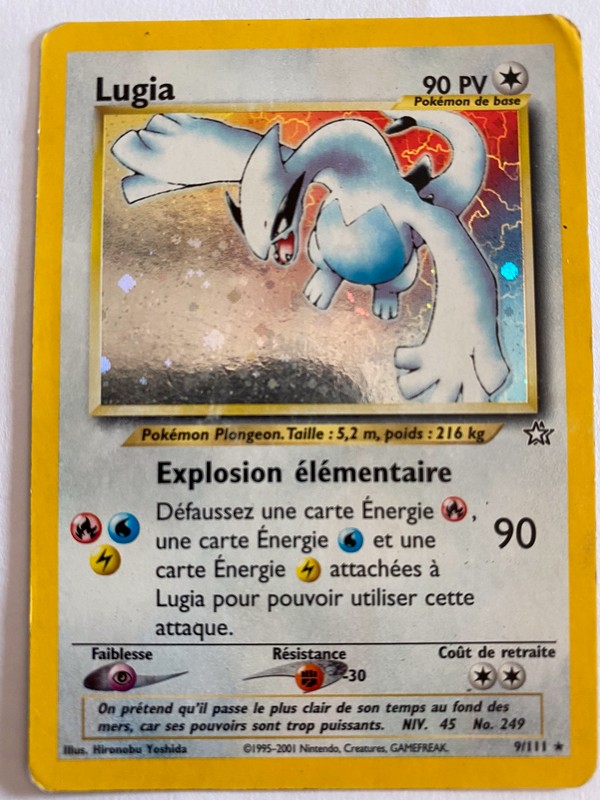 Lugia
90 PV
Pokémon de base
Pokémon Plongeon. Taille : 5,2 m, poids : 216 kg
Explosion élémentaire
Défaussez une carte Énergie ,
une carte Énergie et une
carte Énergie attachées à
Lugia pour pouvoir utiliser cette
attaque.
90
Faiblesse Résistance Coût de retraite
-30
On prétend qu'il passe le plus clair de son temps au fond des
mers, car ses pouvoirs sont trop puissants. NIV. 45 No. 249
Illus. Hironobu Yoshida ©1995-2001 Nintendo, Creatures, GAMEFREAK. 9/111 ★